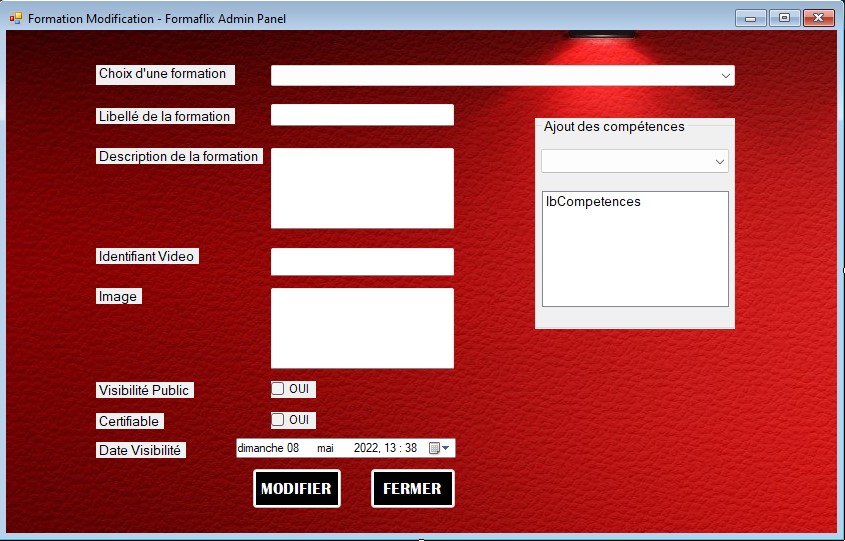 Formation Modification - Formaflix Admin Panel
Choix d'une formation
Libellé de la formation
Ajout des compétences
Description de la formation
lbCompetences
Identifiant Video
Image
Visibilité Public
OUI
Certifiable
OUI
Date Visibilité
dimanche 08 mai 2022, 13 : 38
MODIFIER
FERMER